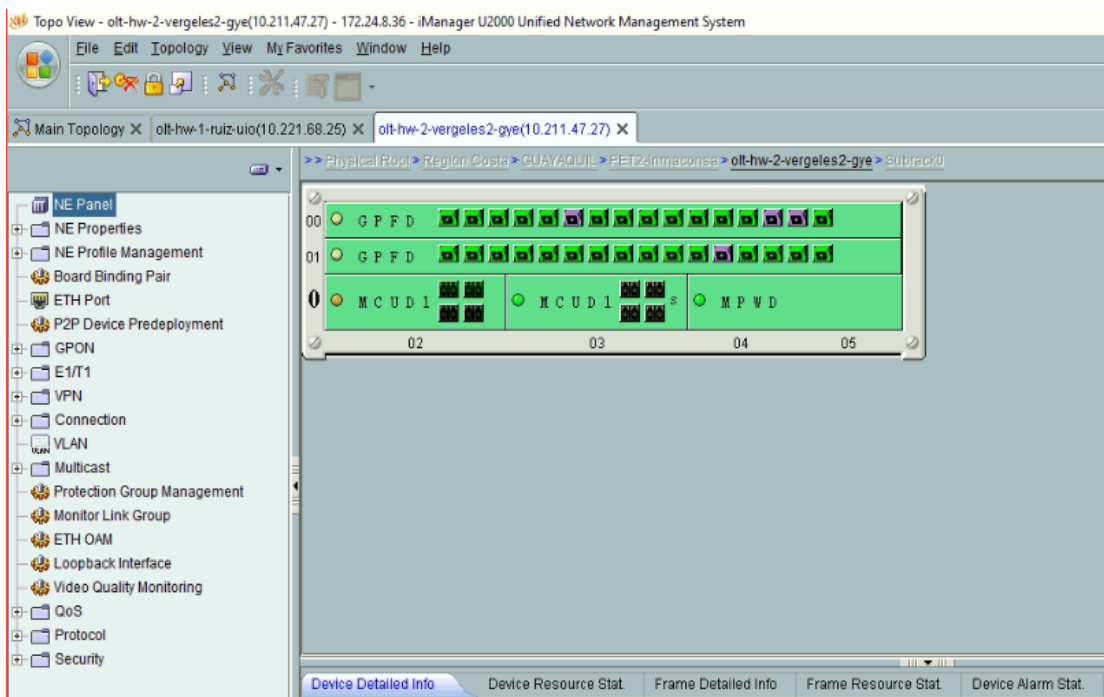 Topo View - olt-hw-2-vergeles2-gye(10.211.47.27) - 172.24.8.36 - iManager U2000 Unified Network Management System
File Edit Topology View My Favorites Window Help
Main Topology olt-hw-1-ruiz-uio(10.221.68.25) olt-hw-2-vergeles2-gye(10.211.47.27)
>> Physical Root > Region Costa > GUAYAQUIL > PET2-Inmaconsa > olt-hw-2-vergeles2-gye > Subrack0
NE Panel
NE Properties
NE Profile Management
Board Binding Pair
ETH Port
P2P Device Predeployment
GPON
E1/T1
VPN
Connection
VLAN
Multicast
Protection Group Management
Monitor Link Group
ETH OAM
Loopback Interface
Video Quality Monitoring
QoS
Protocol
Security
00 GPFD
01 GPFD
0 MCUD1 MCUD1 s MPWD
02 03 04 05
Device Detailed Info Device Resource Stat. Frame Detailed Info Frame Resource Stat. Device Alarm Stat.